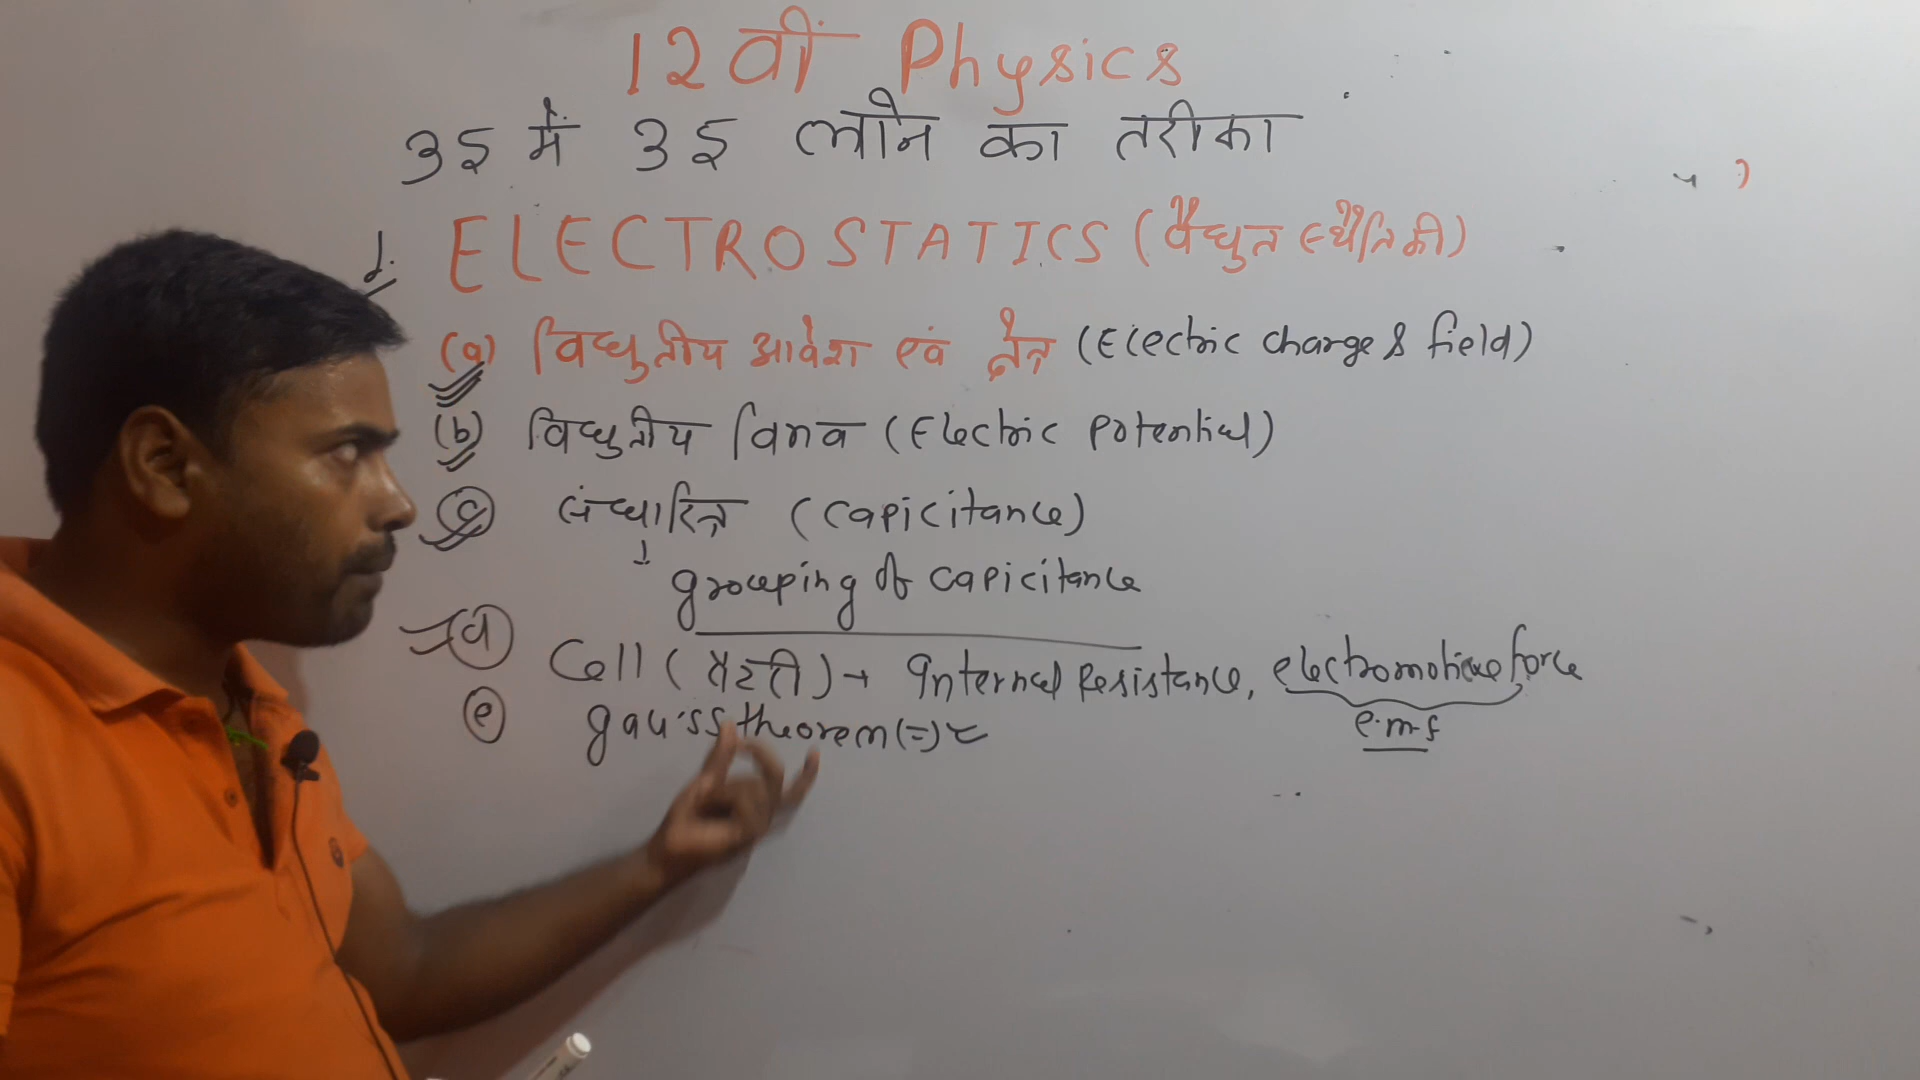 12वीं Physics
35 में 35 लाने का तरीका
1. ELECTROSTATICS (वैधुत स्थैतिकी)
(a) विधुतीय आवेश एवं क्षेत्र (Electric charge & field)
(b) विधुतीय विभव (Electric Potential)
(c) संधारित्र (Capicitance)
grouping of capicitance
(d) Cell ( ) → Internal Resistance, electromotive force
e.m.f
(e) gauss theorem (=)